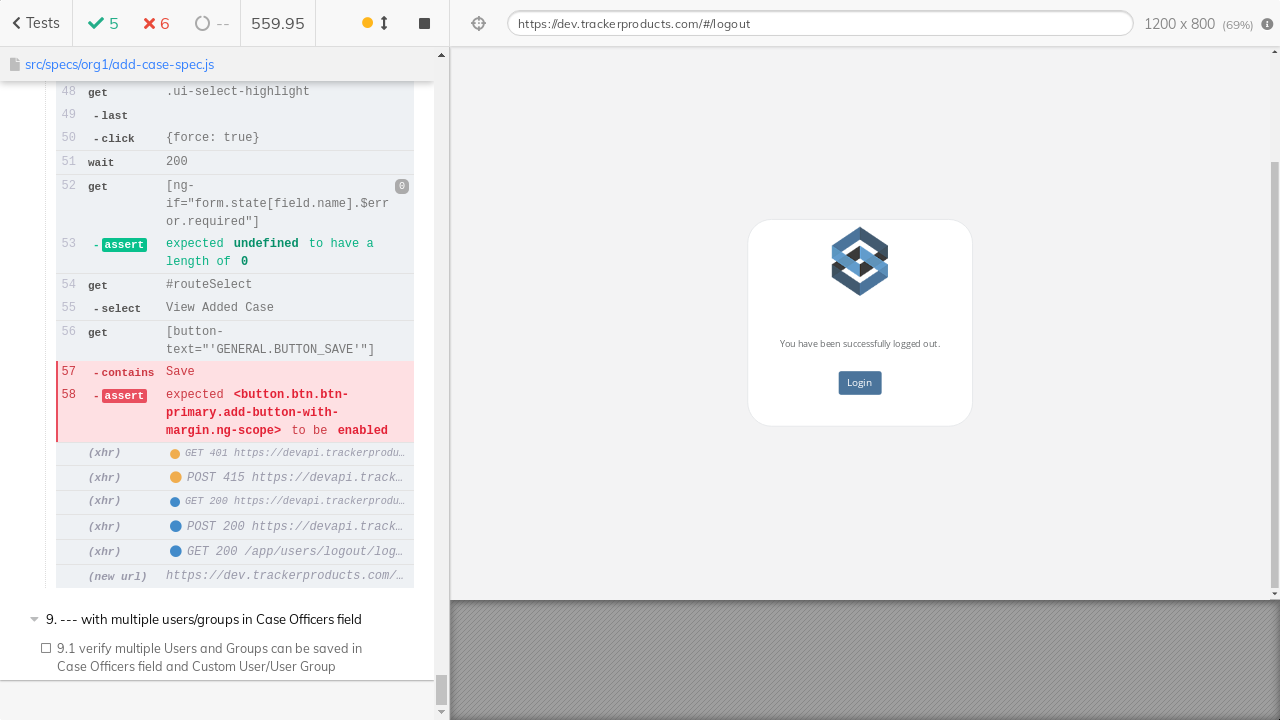 Tests 5 6 -- 559.95 https://dev.trackerproducts.com/#/logout 1200 x 800 (69%)
src/specs/org1/add-case-spec.js
48 get .ui-select-highlight
49 - last
50 - click {force: true}
51 wait 200
52 get [ng- 0
if="form.state[field.name].$err
or.required"]
53 - assert expected undefined to have a
length of 0
54 get #routeSelect
55 - select View Added Case
56 get [button-
text="'GENERAL.BUTTON_SAVE'"]
57 - contains Save
58 - assert expected <button.btn.btn-
primary.add-button-with-
margin.ng-scope> to be enabled
(xhr) GET 401 https://devapi.trackerprodu…
(xhr) POST 415 https://devapi.track…
(xhr) GET 200 https://devapi.trackerprodu…
(xhr) POST 200 https://devapi.track…
(xhr) GET 200 /app/users/logout/log…
(new url) https://dev.trackerproducts.com/…
9. --- with multiple users/groups in Case Officers field
9.1 verify multiple Users and Groups can be saved in
Case Officers field and Custom User/User Group
You have been successfully logged out.
Login